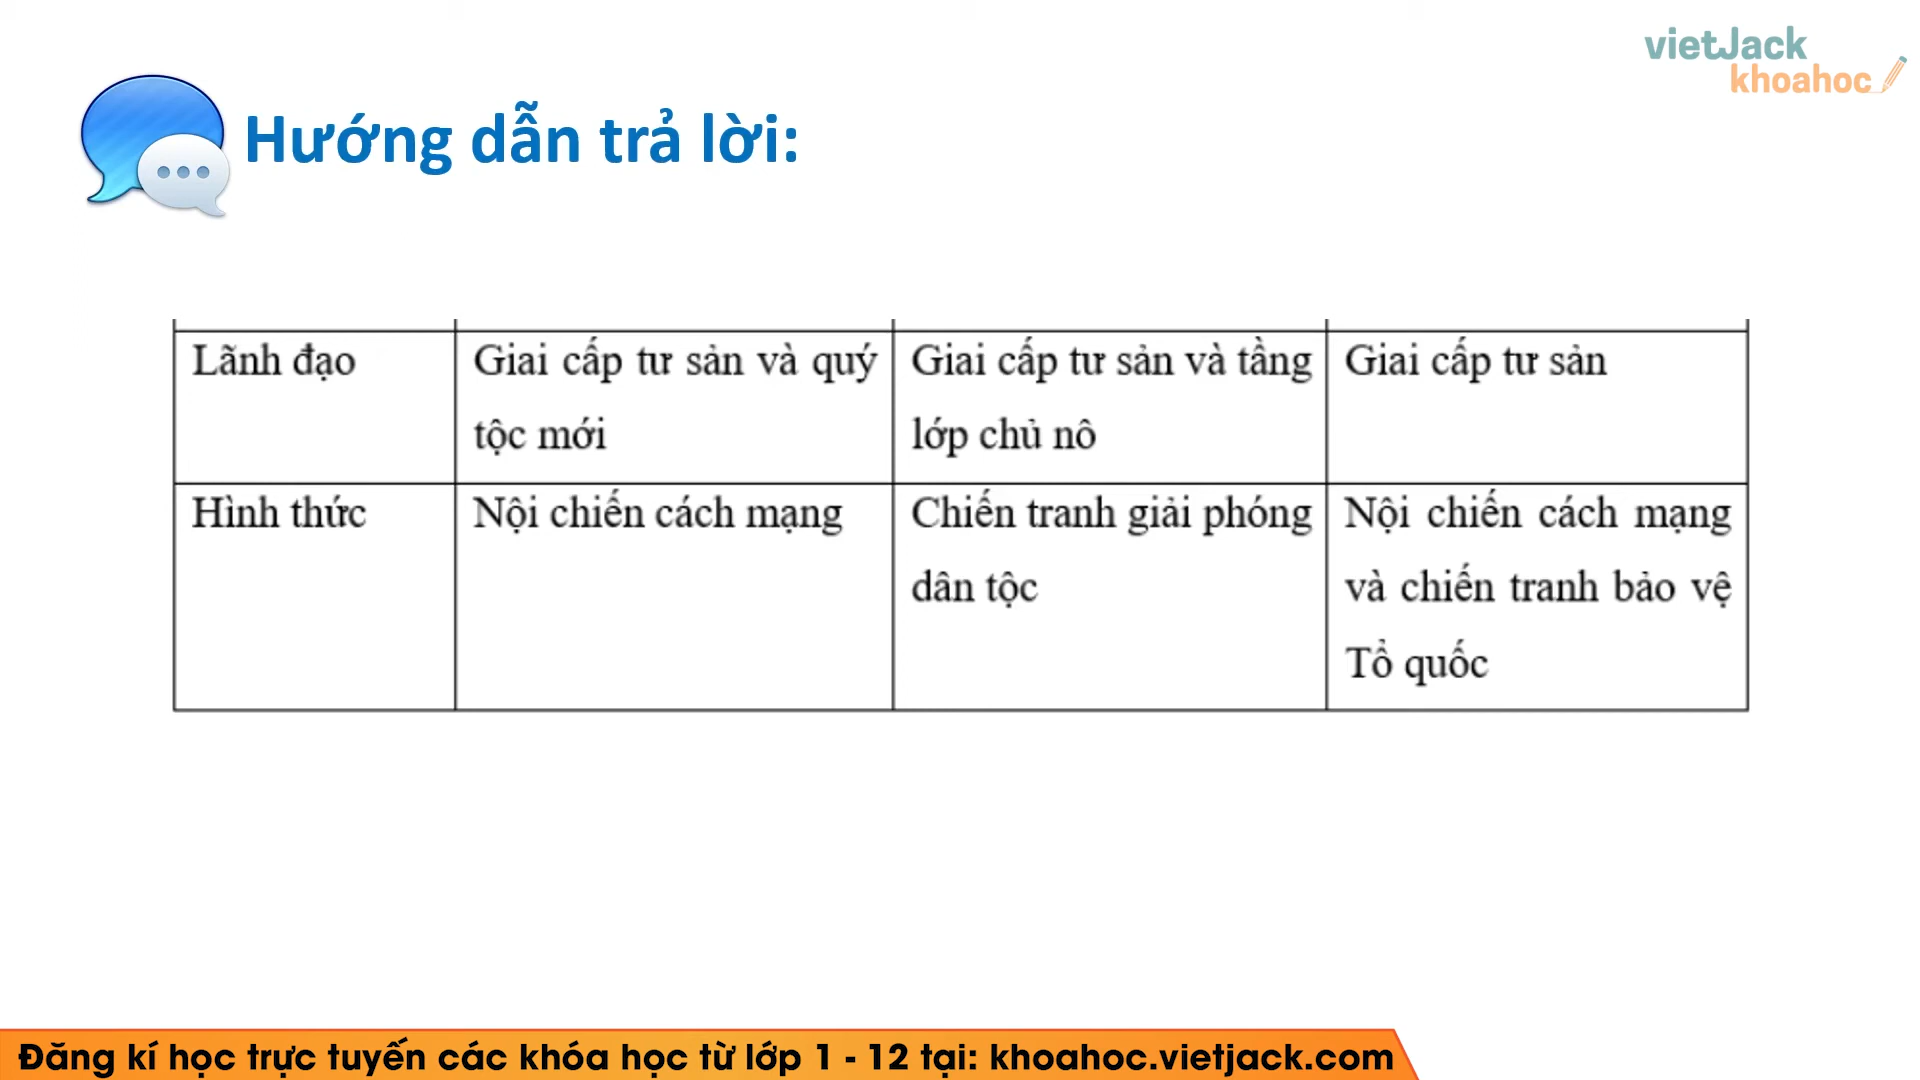 vietJack
khoahoc
Hướng dẫn trả lời:
Lãnh đạo
Giai cấp tư sản và quý
tộc mới
Giai cấp tư sản và tầng
lớp chủ nô
Giai cấp tư sản
Hình thức
Nội chiến cách mạng
Chiến tranh giải phóng
dân tộc
Nội chiến cách mạng
và chiến tranh bảo vệ
Tổ quốc
Đăng kí học trực tuyến các khóa học từ lớp 1 - 12 tại: khoahoc.vietjack.com